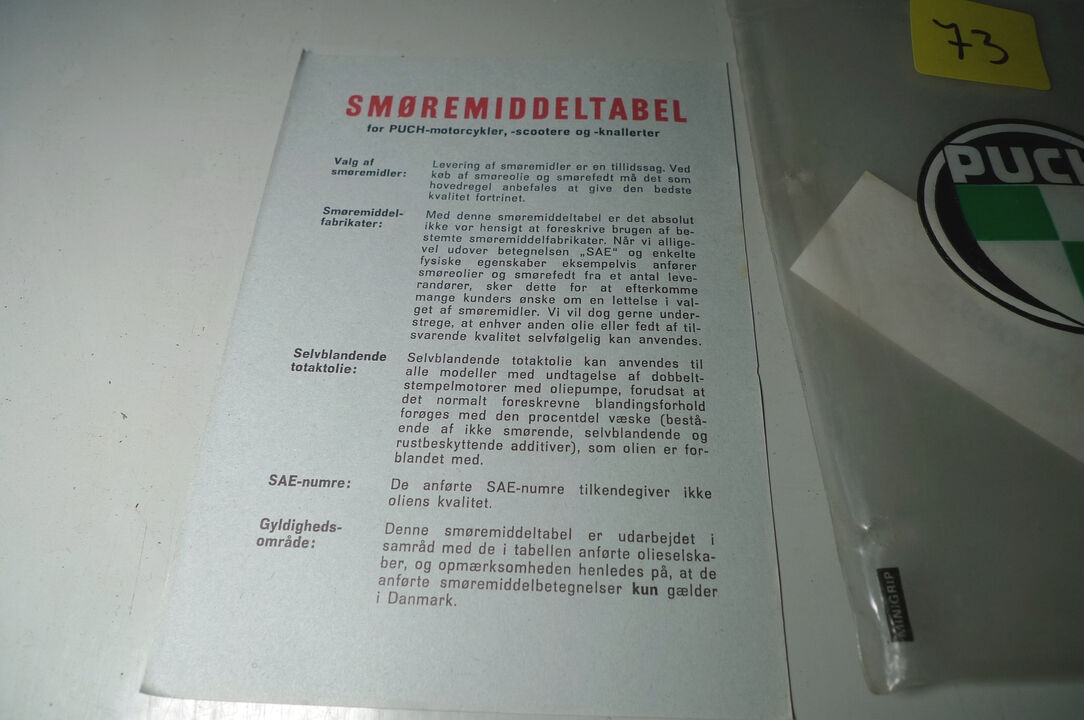 SMØREMIDDELTABEL
for PUCH-motorcykler, -scootere og -knallerter
Valg af
smøremidler:
Levering af smøremidler er en tillidssag. Ved
køb af smøreolie og smørefedt må det som
hovedregel anbefales at give den bedste
kvalitet fortrinet.
Smøremiddel-
fabrikater:
Med denne smøremiddeltabel er det absolut
ikke vor hensigt at foreskrive brugen af be-
stemte smøremiddelfabrikater. Når vi allige-
vel udover betegnelsen „SAE" og enkelte
fysiske egenskaber eksempelvis anfører
smøreolier og smørefedt fra et antal leve-
randører, sker dette for at efterkomme
mange kunders ønske om en lettelse i val-
get af smøremidler. Vi vil dog gerne under-
strege, at enhver anden olie eller fedt af til-
svarende kvalitet selvfølgelig kan anvendes.
Selvblandende
totaktolie:
Selvblandende totaktolie kan anvendes til
alle modeller med undtagelse af dobbelt-
stempelmotorer med oliepumpe, forudsat at
det normalt foreskrevne blandingsforhold
forøges med den procentdel væske (bestå-
ende af ikke smørende, selvblandende og
rustbeskyttende additiver), som olien er for-
blandet med.
SAE-numre:
De anførte SAE-numre tilkendegiver ikke
oliens kvalitet.
Gyldigheds-
område:
Denne smøremiddeltabel er udarbejdet i
samråd med de i tabellen anførte olieselska-
ber, og opmærksomheden henledes på, at de
anførte smøremiddelbetegnelser kun gælder
i Danmark.
73
PUCH
MINIGRIP